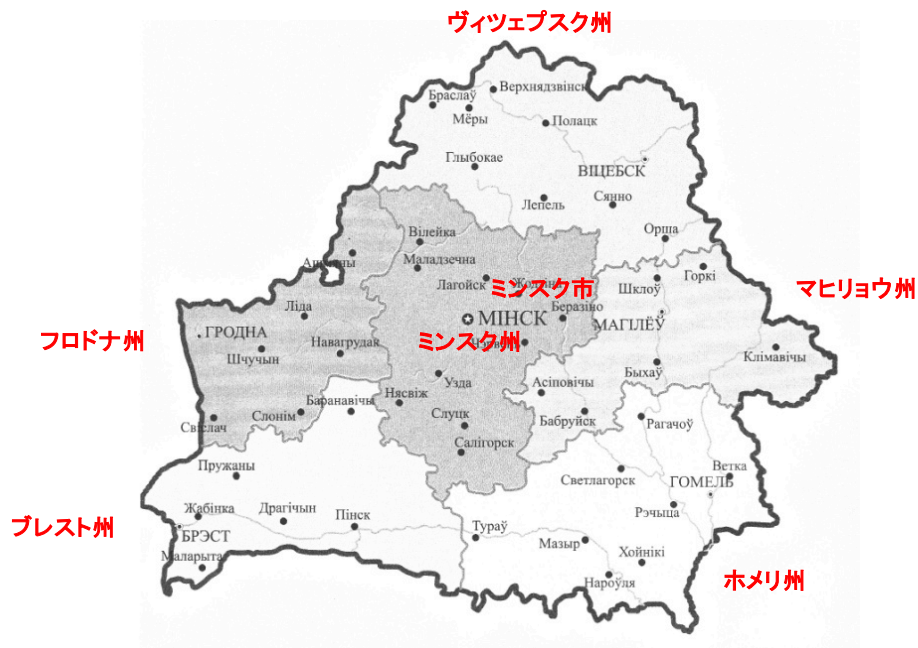 ヴィツェプスク州
Браслаў
Верхнядзвінск
Мёры
Полацк
Глыбокае
ВІЦЕБСК
Лепель
Сянно
Вілейка
Орша
Маладзечна
Горкі
Лагойск
Шклоў
ミンスク市
マヒリョウ州
Ліда
Беразіно
МІНСК
МАГІЛЁЎ
フロドナ州
ГРОДНА
Навагрудак
ミンスク州
Шчучын
Клімавічы
Быхаў
Узда
Асіповічы
Нясвіж
Баранавічы
Слонім
Слуцк
Бабруйск
Рагачоў
Свіслач
Салігорск
Пружаны
Ветка
Светлагорск
ГОМЕЛЬ
Жабінка
Драгічын
Пінск
Рэчыца
ブレスト州
БРЭСТ
Тураў
Мазыр
Хойнікі
Маларыта
Нароўля
ホメリ州